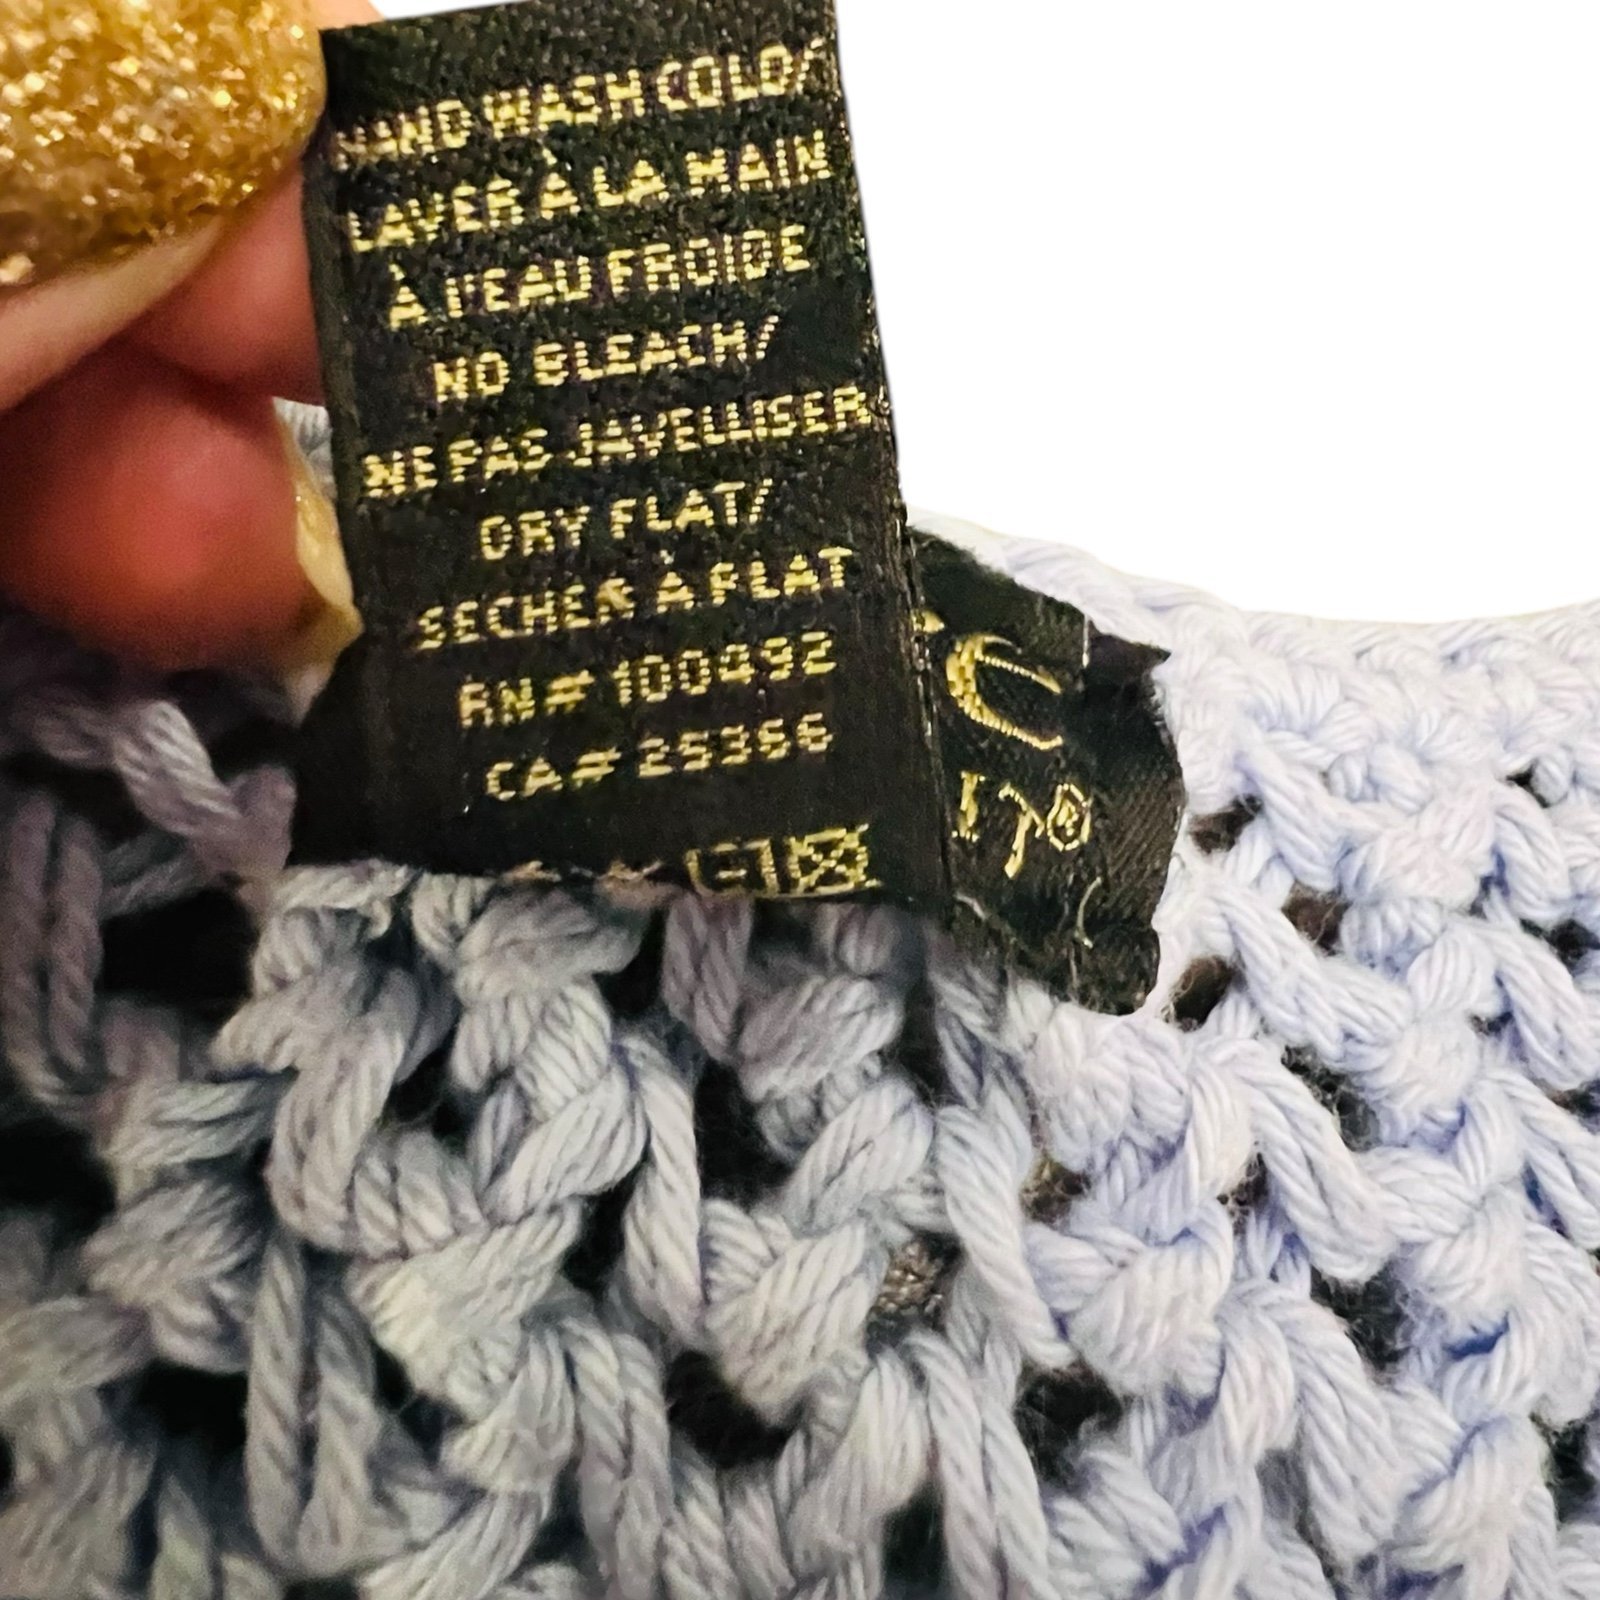 HAND WASH COLD/
LAVER À LA MAIN
À L'EAU FROIDE
NO BLEACH/
NE PAS JAVELLISER
DRY FLAT/
SECHER À PLAT
RN# 100492
CA# 25366